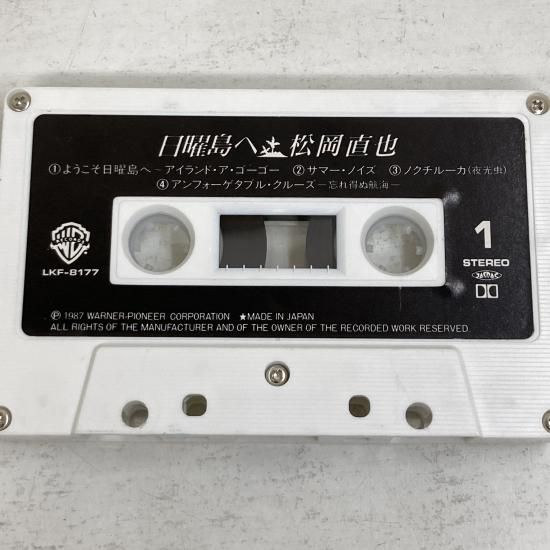 日曜島へ 松岡直也
①ようこそ日曜島へ〜アイランド・ア・ゴーゴー ②サマー・ノイズ ③ノクチルーカ(夜光虫)
④アンフォーゲタブル・クルーズ—忘れ得ぬ航海—
RECORDS
LKF-8177
1
STEREO
JASRAC
ⓟ1987 WARNER-PIONEER CORPORATION ★MADE IN JAPAN
ALL RIGHTS OF THE MANUFACTURER AND OF THE OWNER OF THE RECORDED WORK RESERVED.